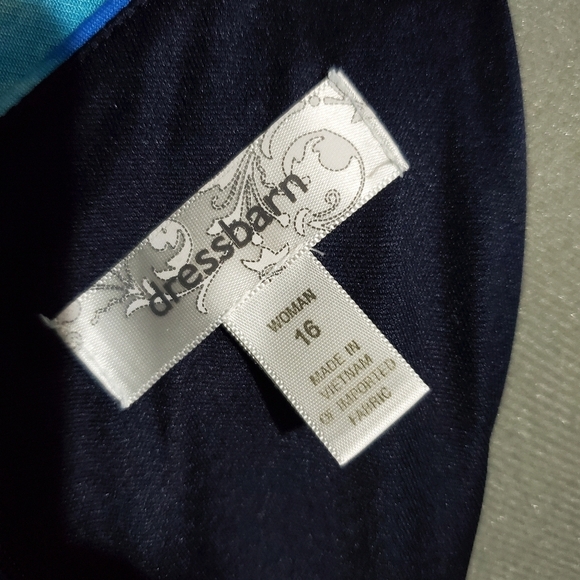 dressbarn
WOMAN
16
MADE IN
VIETNAM
OF IMPORTED
FABRIC